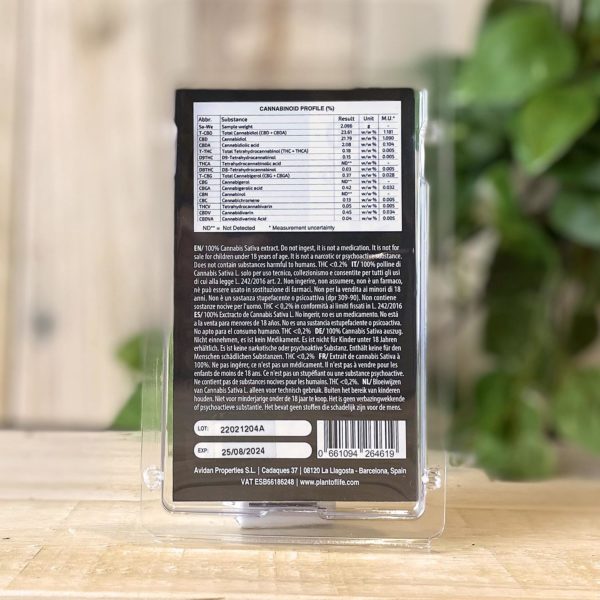 CANNABINOID PROFILE (%)
Abbr. Substance Result Unit M.U.*
Sa-We Sample weight 2.098 g -
T-CBD Total Cannabidiol (CBD + CBDA) 23.61 w/w % 1.181
CBD Cannabidiol 21.79 w/w % 1.090
CBDA Cannabidiolic acid 2.08 w/w % 0.104
T-THC Total Tetrahydrocannabinol (THC + THCA) 0.18 w/w % 0.005
D9THC D9-Tetrahydrocannabinol 0.15 w/w % 0.005
THCA Tetrahydrocannabinolic acid ND** w/w % -
D8THC D8-Tetrahydrocannabinol 0.03 w/w % 0.005
T-CBG Total Cannabigerol (CBG + CBGA) 0.37 w/w % 0.028
CBG Cannabigerol ND** w/w % -
CBGA Cannabigerolic acid 0.42 w/w % 0.032
CBN Cannabinol ND** w/w % -
CBC Cannabichromene 0.13 w/w % 0.005
THCV Tetrahydrocannabivarin 0.05 w/w % 0.005
CBDV Cannabidivarin 0.45 w/w % 0.034
CBDVA Cannabidivarinic Acid 0.04 w/w % 0.005
ND** = Not Detected * Measurement uncertainty
EN/ 100% Cannabis Sativa extract. Do not ingest, it is not a medication. It is not for
sale for children under 18 years of age. It is not a narcotic or psychoactive substance.
Does not contain substances harmful to humans. THC <0.2% IT/ 100% polline di
Cannabis Sativa L. solo per uso tecnico, collezionismo e consentite per tutti gli usi
di cui alla legge L. 242/2016 art. 2. Non ingerire, non assumere, non è un farmaco,
nè può essere usato in sostituzione di farmaci. Non per la vendita ai minori di 18
anni. Non è un sostanza stupefacente o psicoattiva (dpr 309-90). Non contiene
sostanze nocive per l'uomo. THC < 0,2% in conformità ai limiti fissati in L. 242/2016
ES/ 100% Exctracto de Cannabis Sativa L. No ingerir, no es un medicamento. No está
a la venta para menores de 18 años. No es una sustancia estupefaciente o psicoactiva.
No apto para el consumo humano. THC <0,2% DE/ 100% Cannabis Sativa auszug.
Nicht einnehmen, es ist kein Medikament. Es ist nicht für Kinder unter 18 Jahren
erhältlich. Es ist keine narkotische oder psychoaktive Substanz. Enthält keine für den
Menschen schädlichen Substanzen. THC <0,2% FR/ Extrait de cannabis Sativa à
100%. Ne pas ingérer, ce n'est pas un médicament. Il n'est pas à vendre pour les
enfants de moins de 18 ans. Ce n'est pas un stupéfiant ou une substance psychoactive.
Ne contient pas de substances nocives pour les humains. THC <0,2%, NL/ Bloeiwijzen
van Cannabis Sativa L. alleen voor technisch gebruik. Buiten het bereik van kinderen
houden. Niet voor minderjarige onder de 18 jaar te koop. Het is geen verbazingwekkende
of psychoactieve substantie. Het bevat geen stoffen die schadelijk zijn voor de mens.
LOT: 22021204A
EXP: 25/08/2024
0 661094 264619
Avidan Properties S.L. | Cadaques 37 | 08120 La Llagosta - Barcelona, Spain
VAT ESB66186248 | www.plantoflife.com